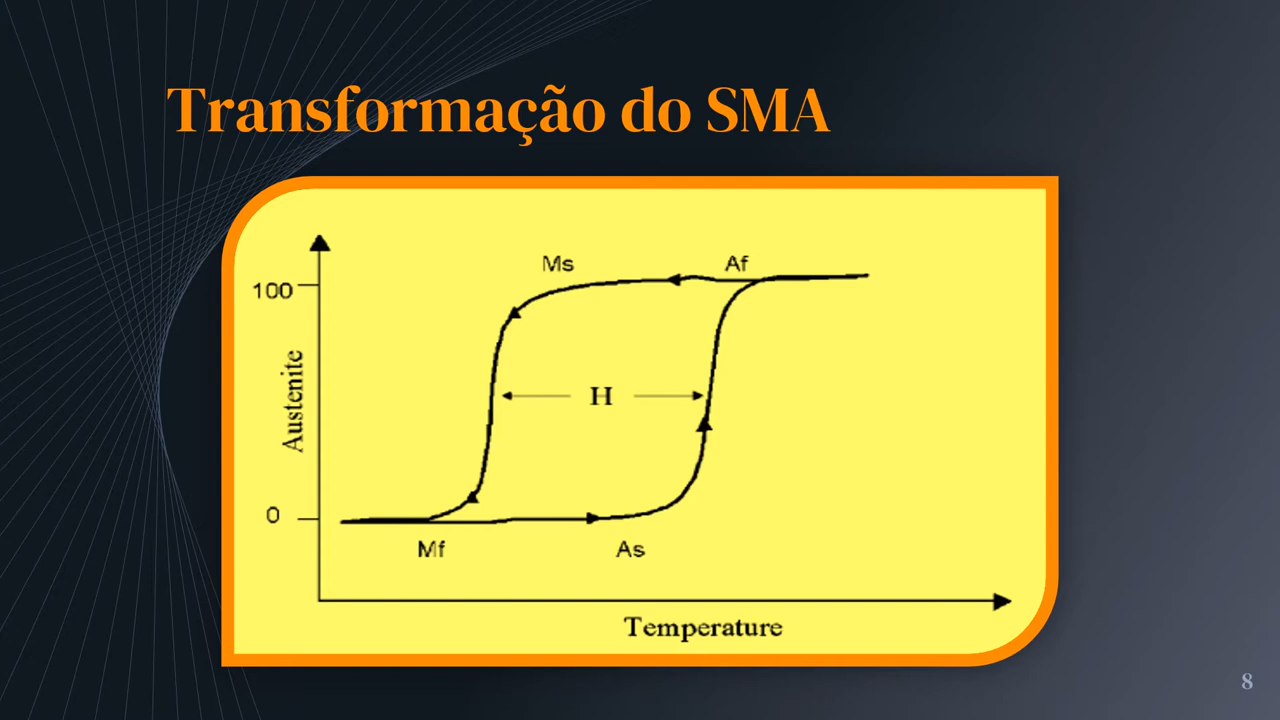 Transformação do SMA
Ms
Af
100
Austenite
H
0
Mf
As
Temperature
8